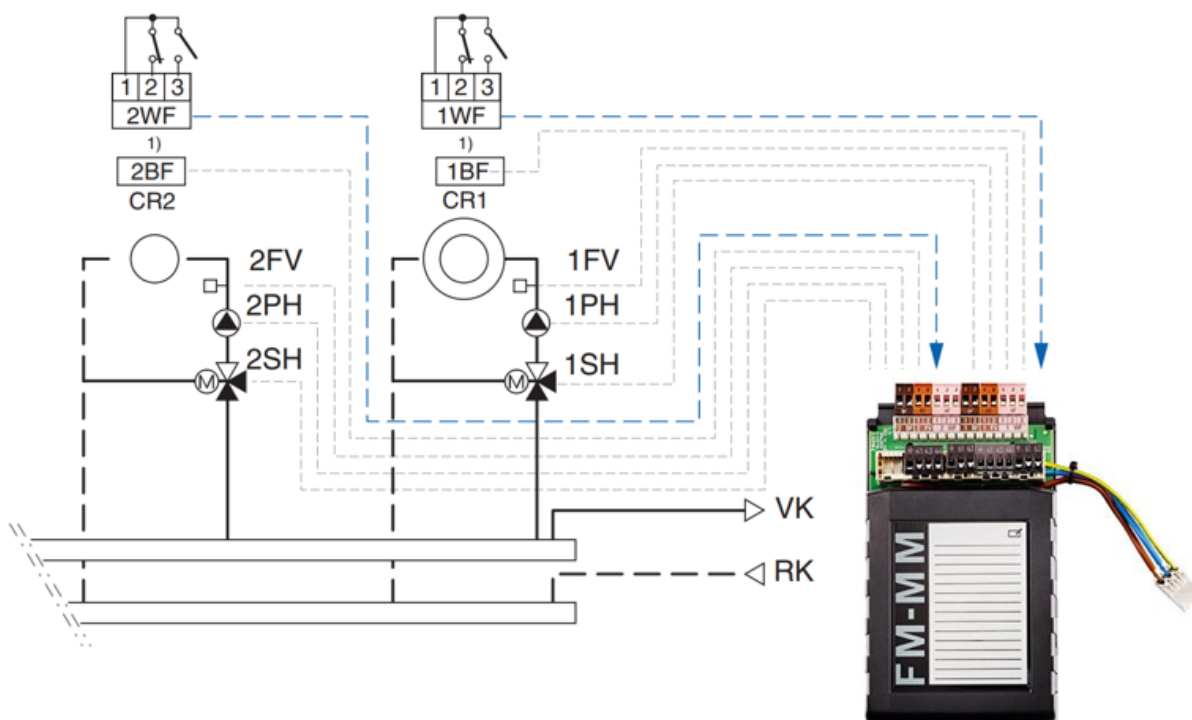 1 2 3
2WF
1)
2BF
CR2
2FV
2PH
2SH
M
1 2 3
1WF
1)
1BF
CR1
1FV
1PH
1SH
M
VK
RK
FM-MM